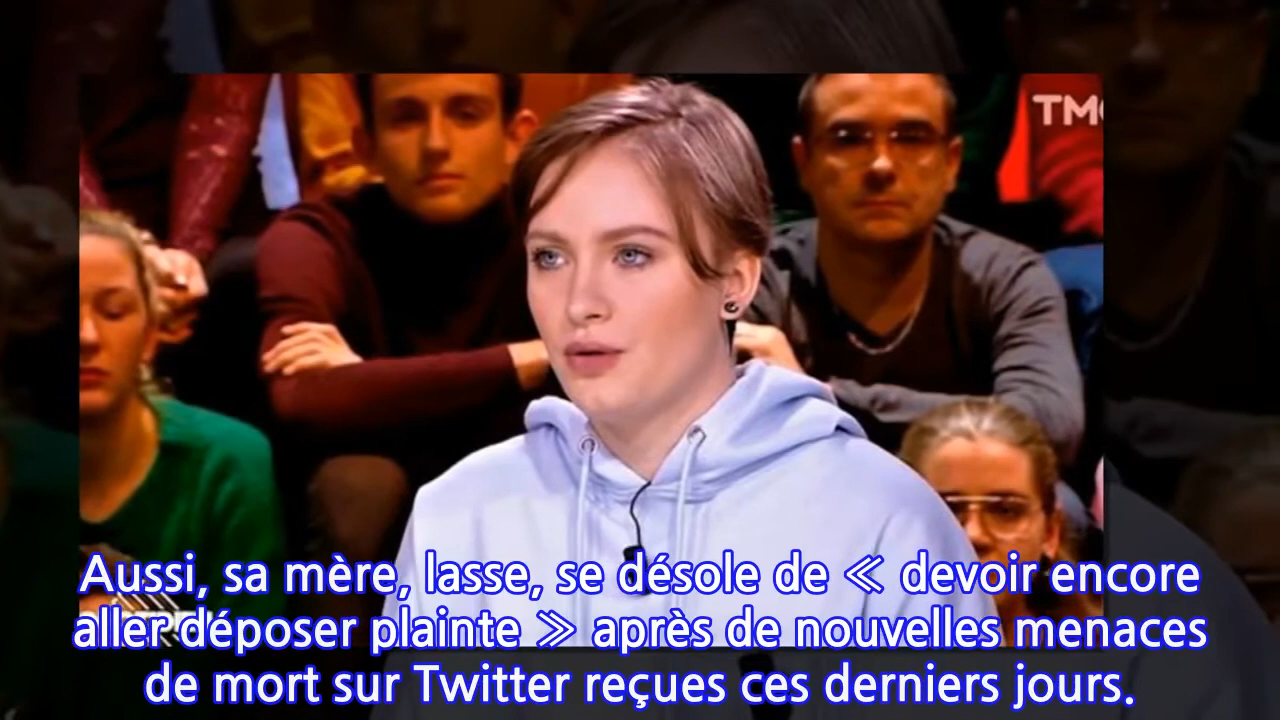 TMC
Aussi, sa mère, lasse, se désole de ≪ devoir encore
aller déposer plainte ≫ après de nouvelles menaces
de mort sur Twitter reçues ces derniers jours.